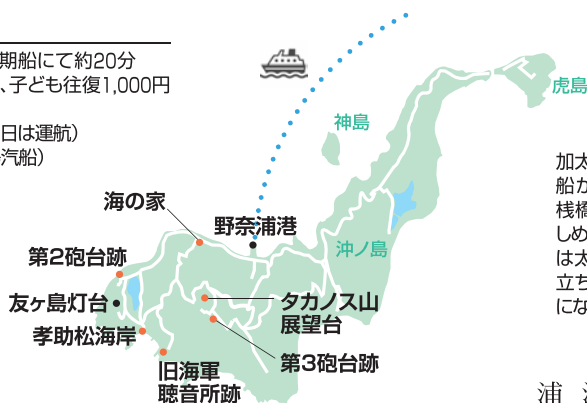 期船にて約20分
、子ども往復1,000円
日は運航）
汽船）
虎島
神島
加太
船が
桟橋
しめ
は太
立ち
にな
海の家
野奈浦港
沖ノ島
第2砲台跡
友ヶ島灯台
タカノス山
展望台
孝助松海岸
第3砲台跡
旧海軍
聴音所跡
浦